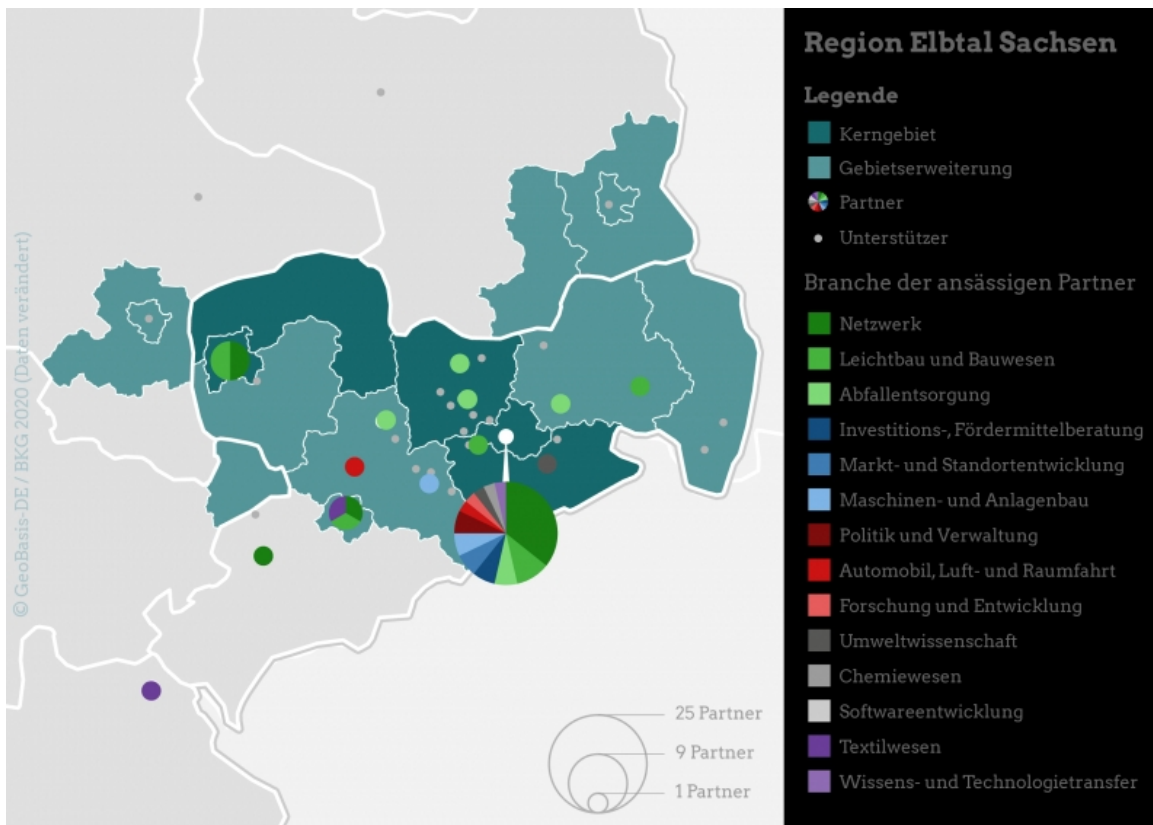 Region Elbtal Sachsen
Legende
Kerngebiet
Gebietserweiterung
Partner
Unterstützer
Branche der ansässigen Partner
Netzwerk
Leichtbau und Bauwesen
Abfallentsorgung
Investitions-, Fördermittelberatung
Markt- und Standortentwicklung
Maschinen- und Anlagenbau
Politik und Verwaltung
Automobil, Luft- und Raumfahrt
Forschung und Entwicklung
Umweltwissenschaft
Chemiewesen
Softwareentwicklung
Textilwesen
Wissens- und Technologietransfer
25 Partner
9 Partner
1 Partner
© GeoBasis-DE / BKG 2020 (Daten verändert)